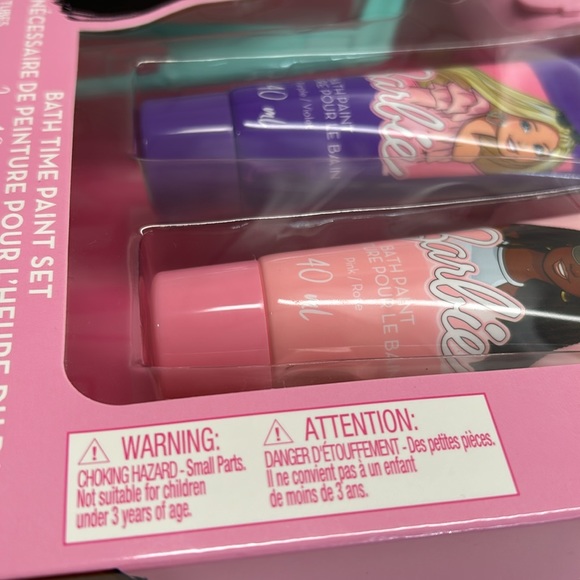 BATH TIME PAINT SET
NÉCESSAIRE DE PEINTURE POUR L'HEURE DU
TUBES
Barbie
BATH PAINT
POUR LE BAIN
/ Violet
40 ml
Barbie
BATH PAINT
POUR LE BAIN
Pink / Rose
40 ml
WARNING:
CHOKING HAZARD - Small Parts.
Not suitable for children
under 3 years of age.
ATTENTION:
DANGER D'ÉTOUFFEMENT - Des petites pièces.
Il ne convient pas à un enfant
de moins de 3 ans.